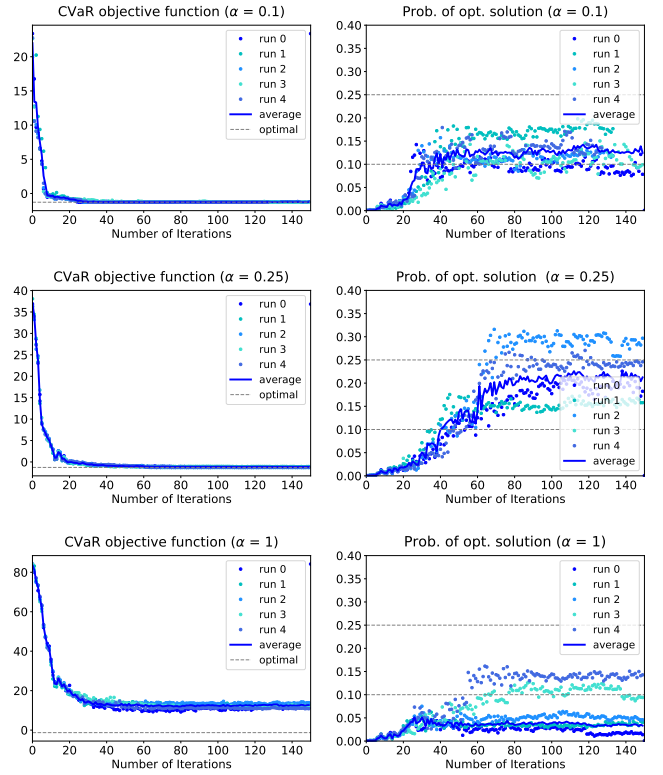 CVaR objective function (α = 0.1)
20
15
10
5
0
0 20 40 60 80 100 120 140
Number of Iterations
run 0
run 1
run 2
run 3
run 4
average
optimal
Prob. of opt. solution (α = 0.1)
0.40
0.35
0.30
0.25
0.20
0.15
0.10
0.05
0.00
0 20 40 60 80 100 120 140
Number of Iterations
run 0
run 1
run 2
run 3
run 4
average
CVaR objective function (α = 0.25)
40
35
30
25
20
15
10
5
0
0 20 40 60 80 100 120 140
Number of Iterations
run 0
run 1
run 2
run 3
run 4
average
optimal
Prob. of opt. solution (α = 0.25)
0.40
0.35
0.30
0.25
0.20
0.15
0.10
0.05
0.00
0 20 40 60 80 100 120 140
Number of Iterations
run 0
run 1
run 2
run 3
run 4
average
CVaR objective function (α = 1)
80
60
40
20
0
0 20 40 60 80 100 120 140
Number of Iterations
run 0
run 1
run 2
run 3
run 4
average
optimal
Prob. of opt. solution (α = 1)
0.40
0.35
0.30
0.25
0.20
0.15
0.10
0.05
0.00
0 20 40 60 80 100 120 140
Number of Iterations
run 0
run 1
run 2
run 3
run 4
average